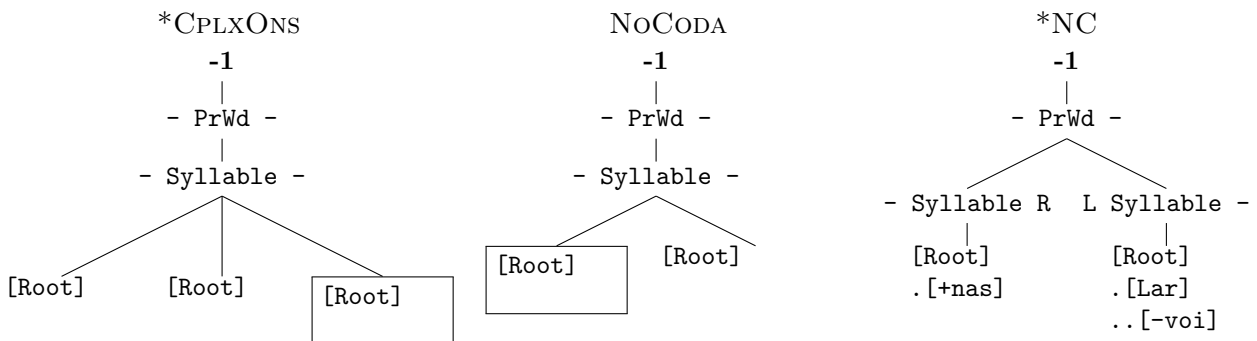 *CPLXONS
-1
- PrWd -
- Syllable -
[Root] [Root] [Root]
NOCODA
-1
- PrWd -
- Syllable -
[Root] [Root]
*NC
-1
- PrWd -
- Syllable R L Syllable -
[Root] [Root]
.[+nas] .[Lar]
..[-voi]